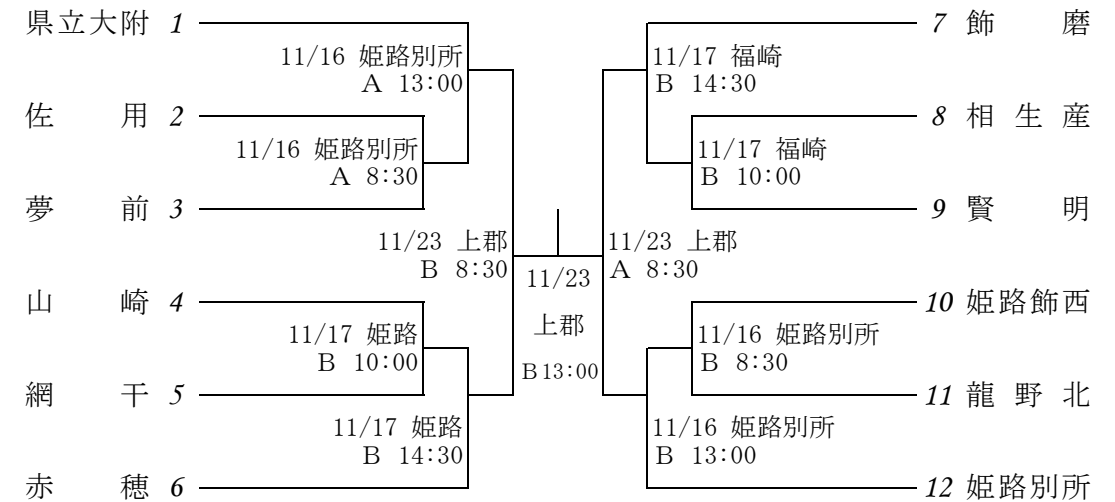 県立大附 1
11/16 姫路別所
A 13:00
佐用 2
11/16 姫路別所
A 8:30
夢前 3
11/23 上郡
B 8:30
山崎 4
11/17 姫路
B 10:00
網干 5
11/17 姫路
B 14:30
赤穂 6
11/23
上郡
B13:00
7 飾磨
11/17 福崎
B 14:30
8 相生産
11/17 福崎
B 10:00
9 賢明
11/23 上郡
A 8:30
10 姫路飾西
11/16 姫路別所
B 8:30
11 龍野北
11/16 姫路別所
B 13:00
12 姫路別所